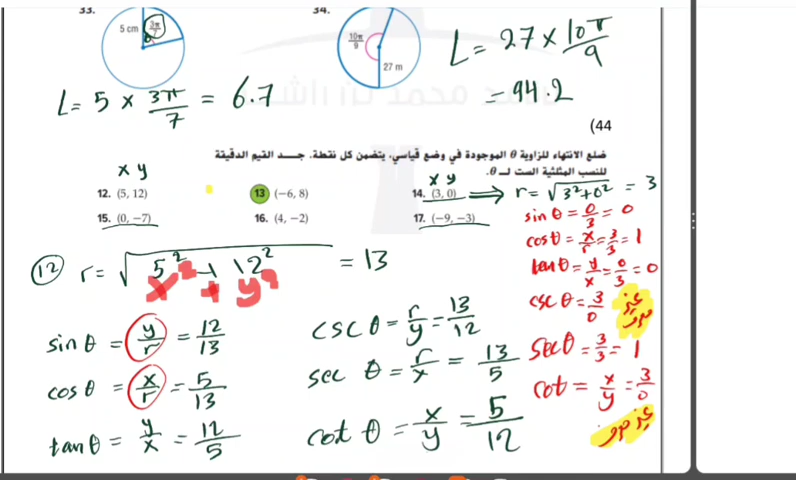 33.
5 cm
3π/7
34.
10π/9
27 m
L = 27 × 10π/9
= 94.2
L = 5 × 3π/7 = 6.7
(44
ضلع الانتهاء للزاوية θ الموجودة في وضع قياسي، يتضمن كل نقطة. جــد القيم الدقيقة
للنسب المثلثية الست لـ θ.
x y
x y
12. (5, 12)
13 (−6, 8)
14. (3, 0) ⟹ r = √3²+0² = 3
15. (0, −7)
16. (4, −2)
17. (−9, −3)
sin θ = 0/3 = 0
cos θ = x/r = 3/3 = 1
tan θ = y/x = 0/3 = 0
csc θ = 3/0
sec θ = 3/3 = 1
cot = x/y = 3/0
12 r = √5² + 12² = 13
x² + y²
sin θ = y/r = 12/13
cos θ = x/r = 5/13
tan θ = y/x = 12/5
csc θ = r/y = 13/12
sec θ = r/x = 13/5
cot θ = x/y = 5/12